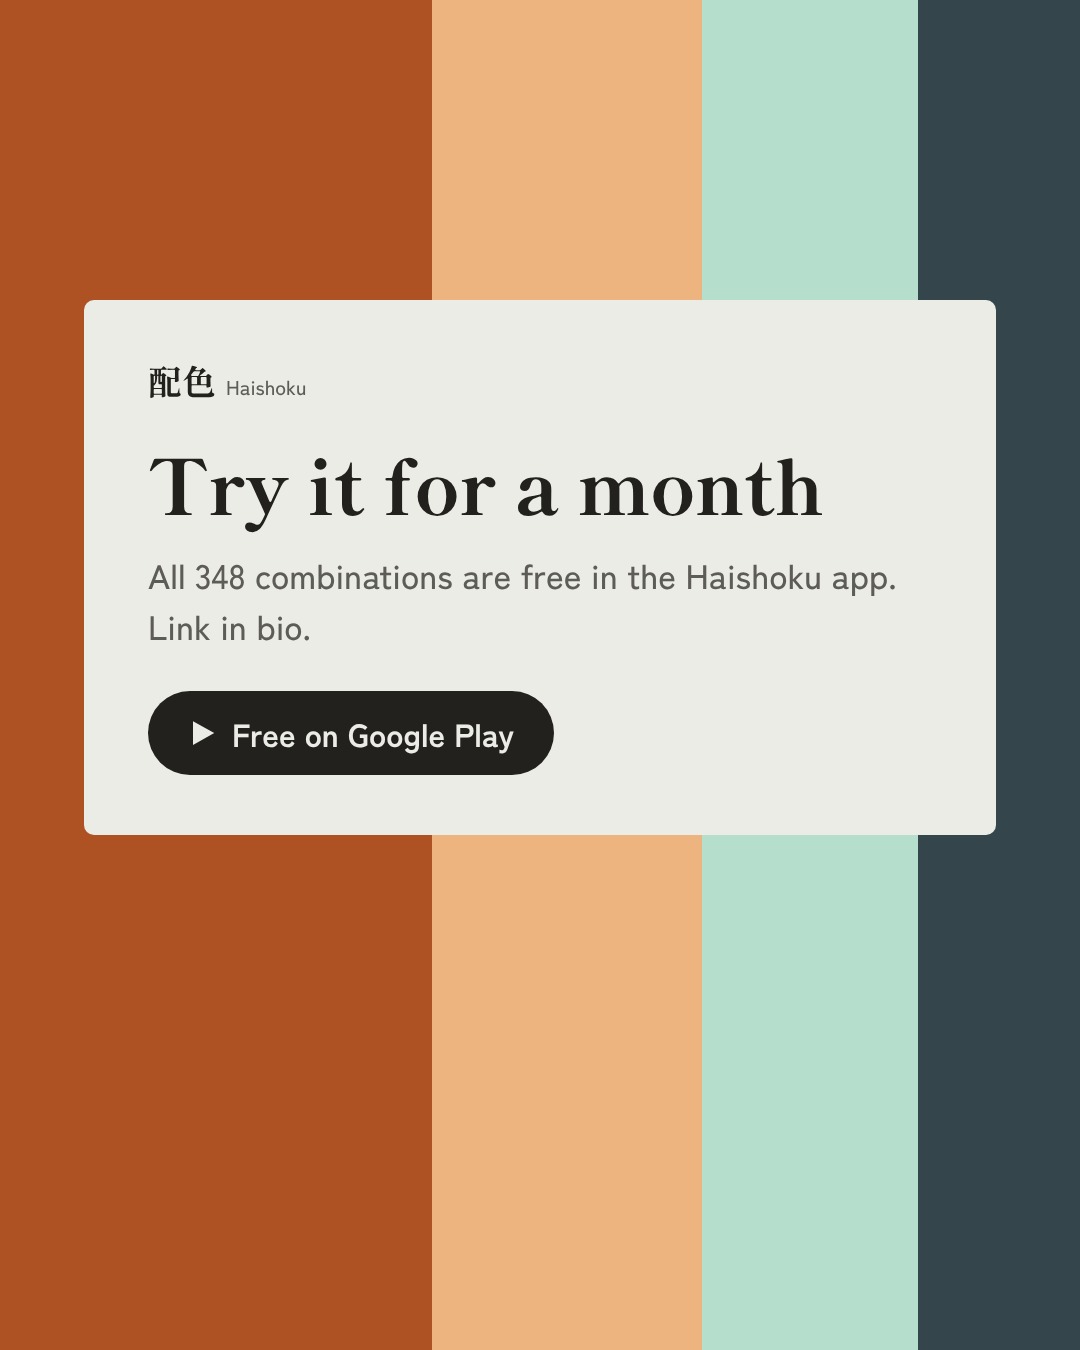 配色 Haishoku
Try it for a month
All 348 combinations are free in the Haishoku app.
Link in bio.
Free on Google Play